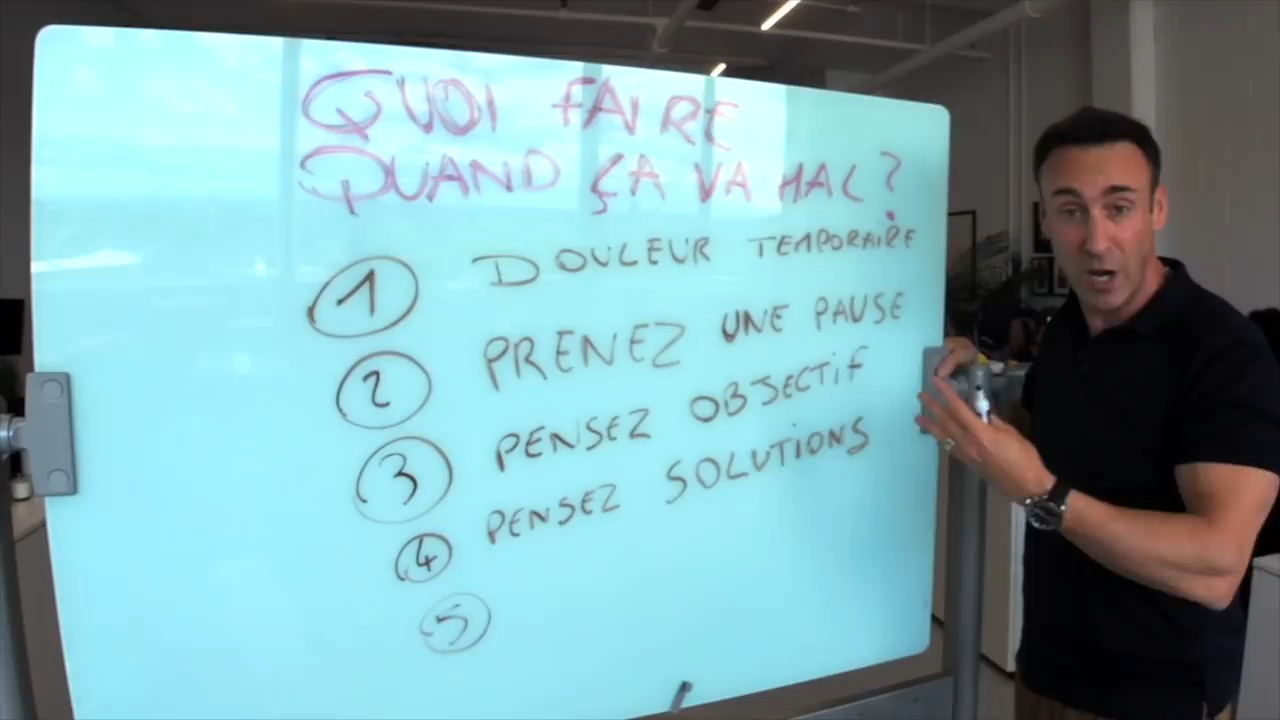 QUOI FAIRE
QUAND ÇA VA MAL?
1 DOULEUR TEMPORAIRE
2 PRENEZ UNE PAUSE
3 PENSEZ OBJECTIF
4 PENSEZ SOLUTIONS
5